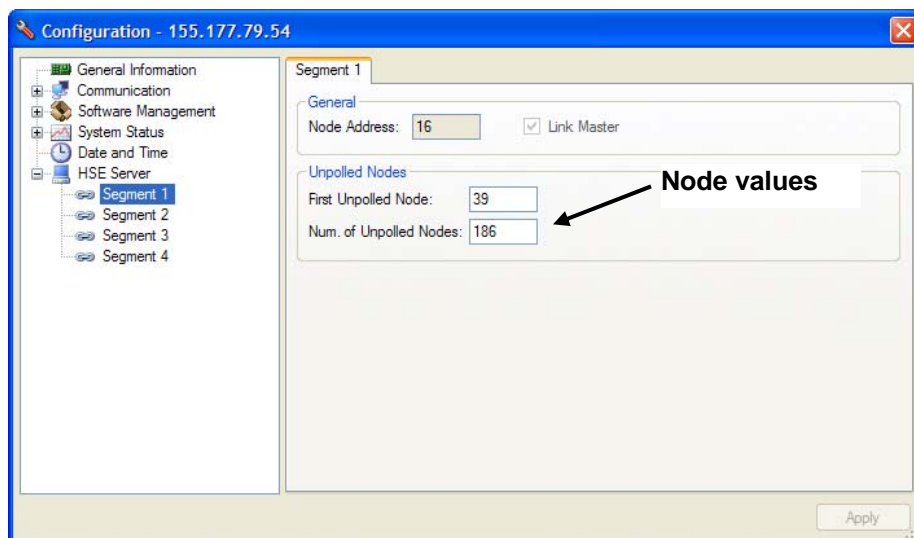 Configuration - 155.177.79.54
General Information
Communication
Software Management
System Status
Date and Time
HSE Server
Segment 1
Segment 2
Segment 3
Segment 4
Segment 1
General
Node Address: 16 Link Master
Unpolled Nodes
First Unpolled Node: 39
Num. of Unpolled Nodes: 186
Node values
Apply